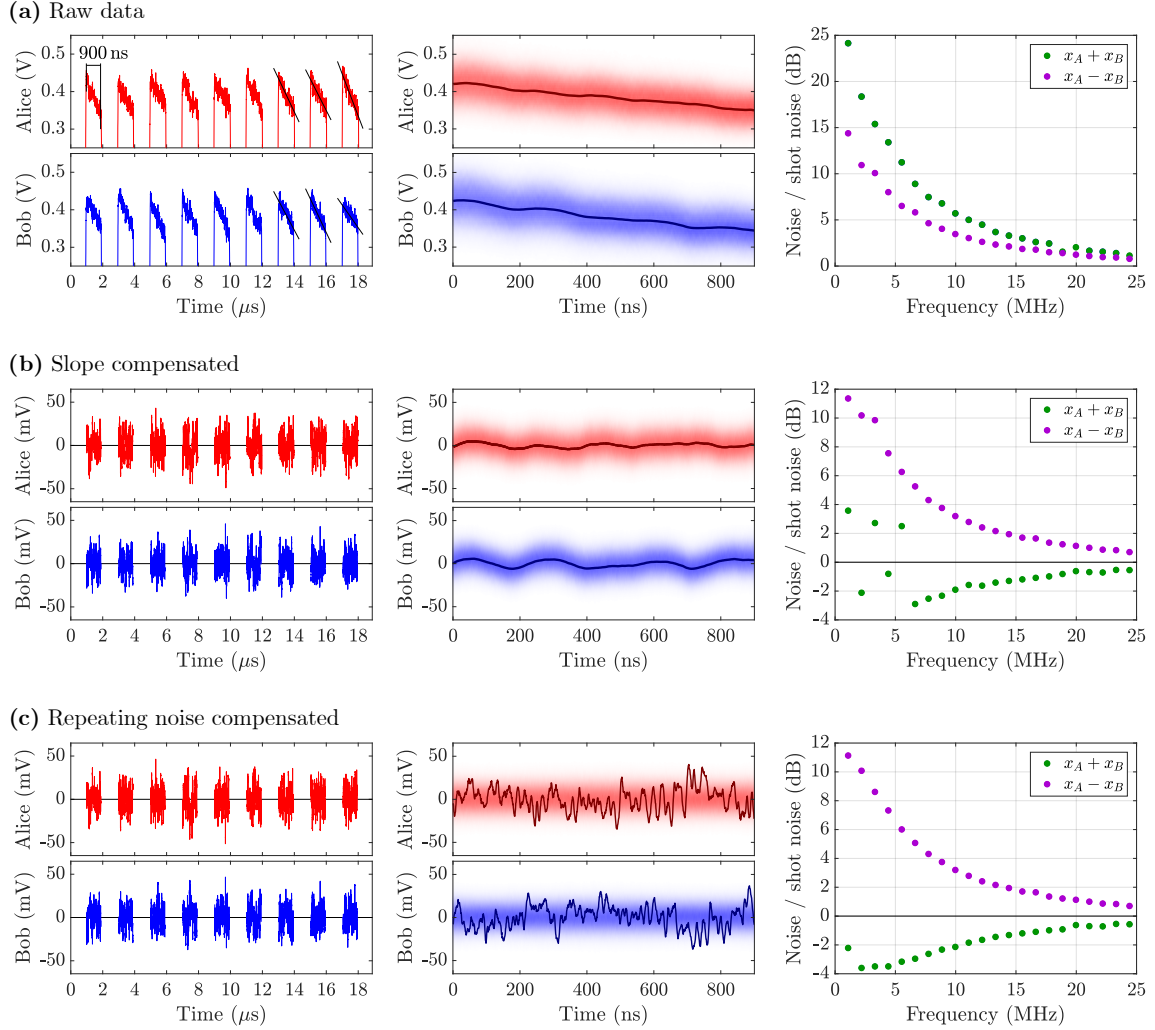 (a) Raw data
900 ns
0.5
0.4
0.3
Alice (V)
0.5
0.4
0.3
Bob (V)
0 2 4 6 8 10 12 14 16 18
Time (μs)
0.5
0.4
0.3
Alice (V)
0.5
0.4
0.3
Bob (V)
0 200 400 600 800
Time (ns)
25
20
15
10
5
0
Noise / shot noise (dB)
x_A + x_B
x_A − x_B
0 5 10 15 20 25
Frequency (MHz)
(b) Slope compensated
50
0
-50
Alice (mV)
50
0
-50
Bob (mV)
0 2 4 6 8 10 12 14 16 18
Time (μs)
50
0
-50
Alice (mV)
50
0
-50
Bob (mV)
0 200 400 600 800
Time (ns)
12
10
8
6
4
2
0
-2
-4
Noise / shot noise (dB)
x_A + x_B
x_A − x_B
0 5 10 15 20 25
Frequency (MHz)
(c) Repeating noise compensated
50
0
-50
Alice (mV)
50
0
-50
Bob (mV)
0 2 4 6 8 10 12 14 16 18
Time (μs)
50
0
-50
Alice (mV)
50
0
-50
Bob (mV)
0 200 400 600 800
Time (ns)
12
10
8
6
4
2
0
-2
-4
Noise / shot noise (dB)
x_A + x_B
x_A − x_B
0 5 10 15 20 25
Frequency (MHz)